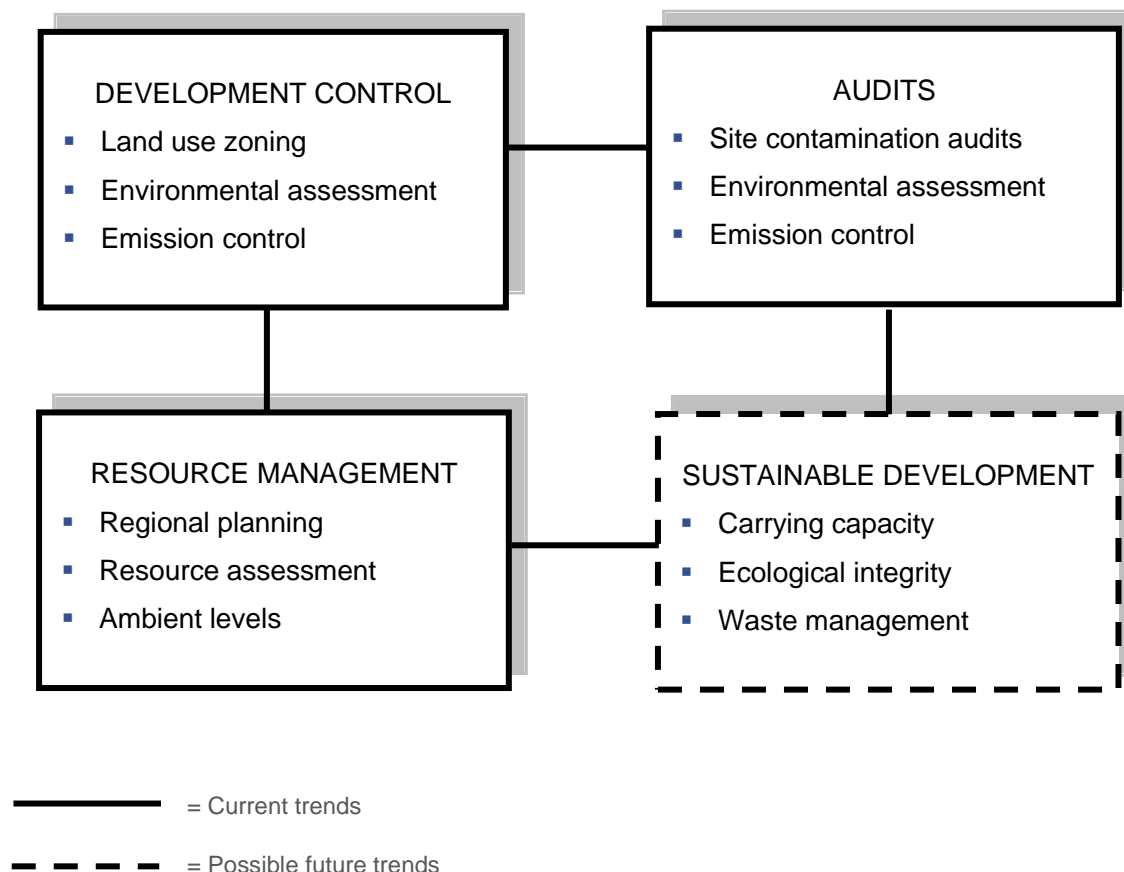 DEVELOPMENT CONTROL
▪ Land use zoning
▪ Environmental assessment
▪ Emission control
AUDITS
▪ Site contamination audits
▪ Environmental assessment
▪ Emission control
RESOURCE MANAGEMENT
▪ Regional planning
▪ Resource assessment
▪ Ambient levels
SUSTAINABLE DEVELOPMENT
▪ Carrying capacity
▪ Ecological integrity
▪ Waste management
= Current trends
= Possible future trends